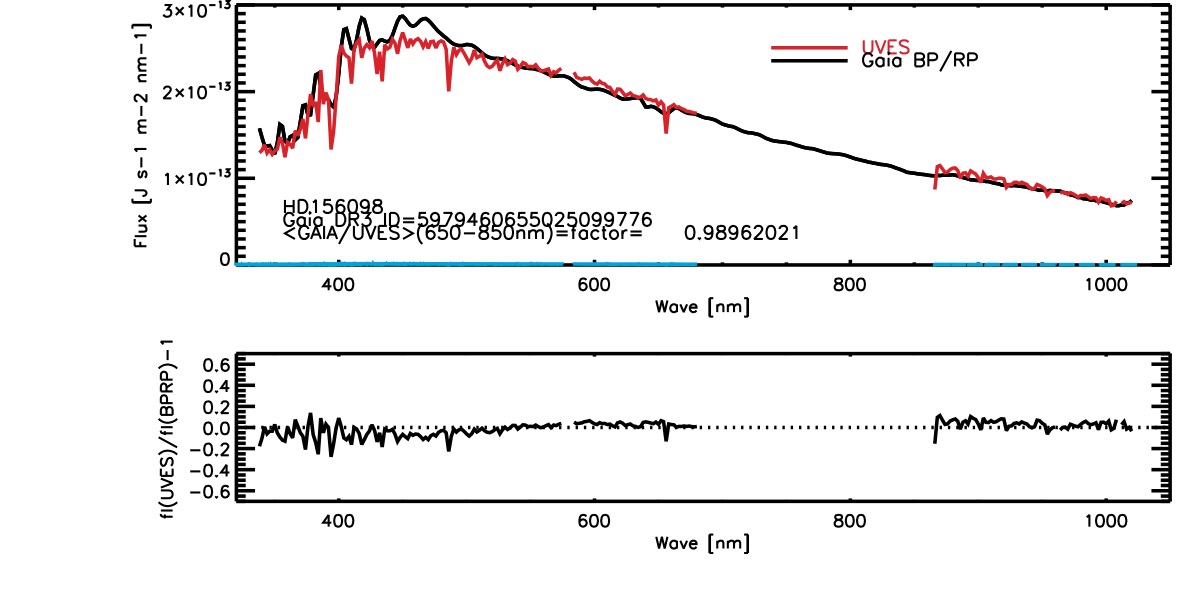 3×10−13
2×10−13
1×10−13
0
Flux [J s−1 m−2 nm−1]
UVES
Gaia BP/RP
HD156098
Gaia DR3 ID=5979460655025099776
<GAIA/UVES>(650−850nm)=factor= 0.98962021
400 600 800 1000
Wave [nm]
fl(UVES)/fl(BPRP)−1
0.6
0.4
0.2
0.0
−0.2
−0.4
−0.6
400 600 800 1000
Wave [nm]